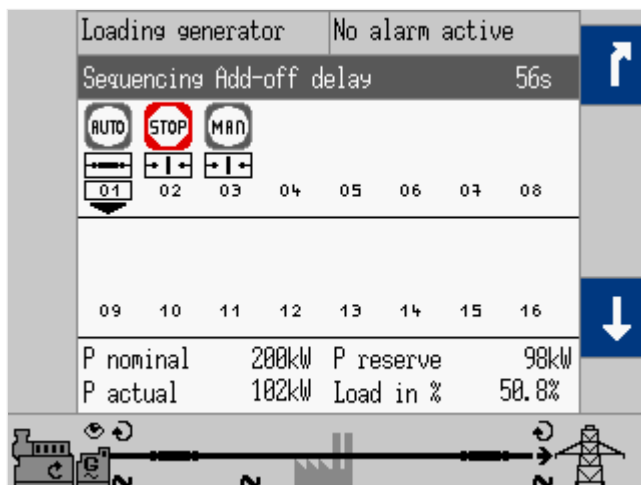 Loading generator No alarm active
Sequencing Add-off delay 56s
AUTO STOP MAN
01 02 03 04 05 06 07 08
09 10 11 12 13 14 15 16
P nominal 200kW P reserve 98kW
P actual 102kW Load in % 50.8%
G